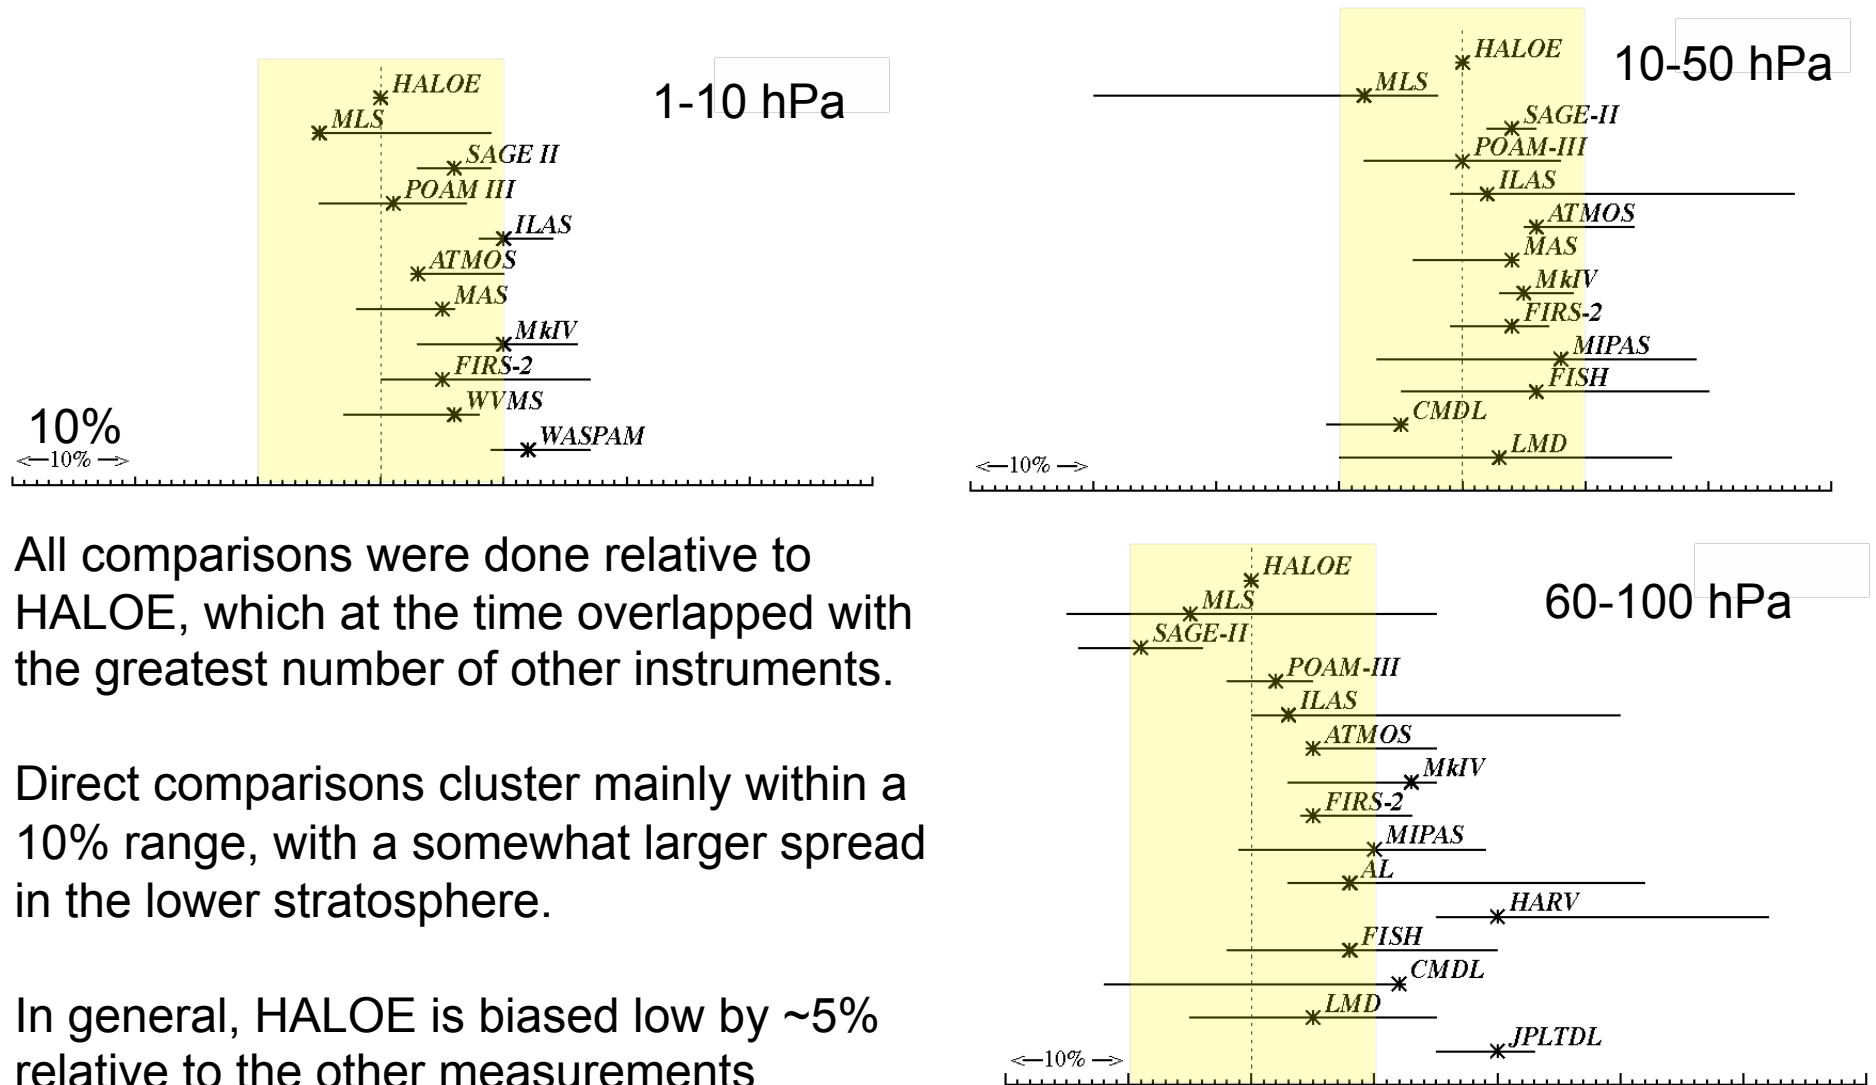 HALOE
MLS
SAGE II
POAM III
ILAS
ATMOS
MAS
MkIV
FIRS-2
WVMS
WASPAM
1-10 hPa
10%
10%
HALOE
MLS
SAGE-II
POAM-III
ILAS
ATMOS
MAS
MkIV
FIRS-2
MIPAS
FISH
CMDL
LMD
10-50 hPa
10%
All comparisons were done relative to
HALOE, which at the time overlapped with
the greatest number of other instruments.
Direct comparisons cluster mainly within a
10% range, with a somewhat larger spread
in the lower stratosphere.
In general, HALOE is biased low by ~5%
relative to the other measurements
HALOE
MLS
SAGE-II
POAM-III
ILAS
ATMOS
MkIV
FIRS-2
MIPAS
AL
HARV
FISH
CMDL
LMD
JPLTDL
60-100 hPa
10%